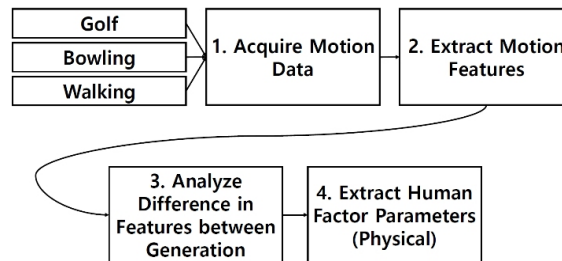 Golf
Bowling
Walking
1. Acquire Motion
Data
2. Extract Motion
Features
3. Analyze
Difference in
Features between
Generation
4. Extract Human
Factor Parameters
(Physical)